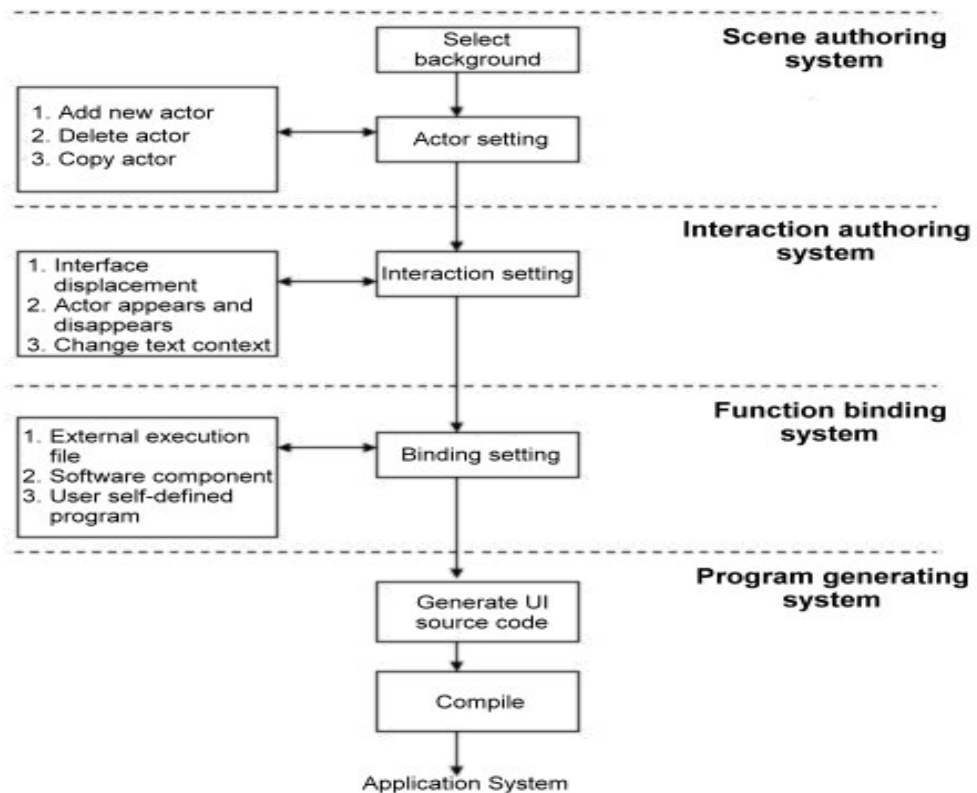 Select
background
Scene authoring
system
1. Add new actor
2. Delete actor
3. Copy actor
Actor setting
Interaction authoring
system
1. Interface
displacement
2. Actor appears and
disappears
3. Change text context
Interaction setting
Function binding
system
1. External execution
file
2. Software component
3. User self-defined
program
Binding setting
Program generating
system
Generate UI
source code
Compile
Application System